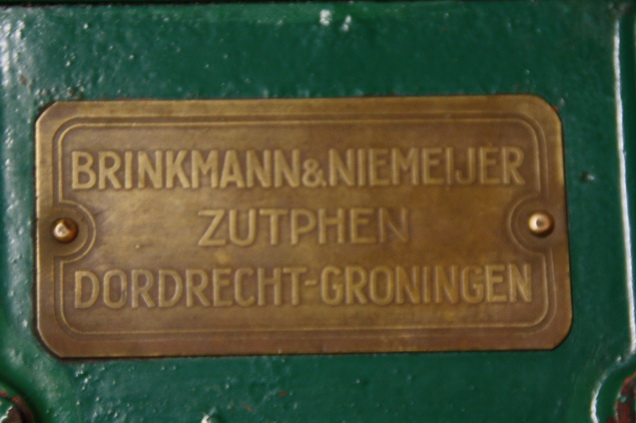 BRINKMANN&NIEMEIJER
ZUTPHEN
DORDRECHT-GRONINGEN